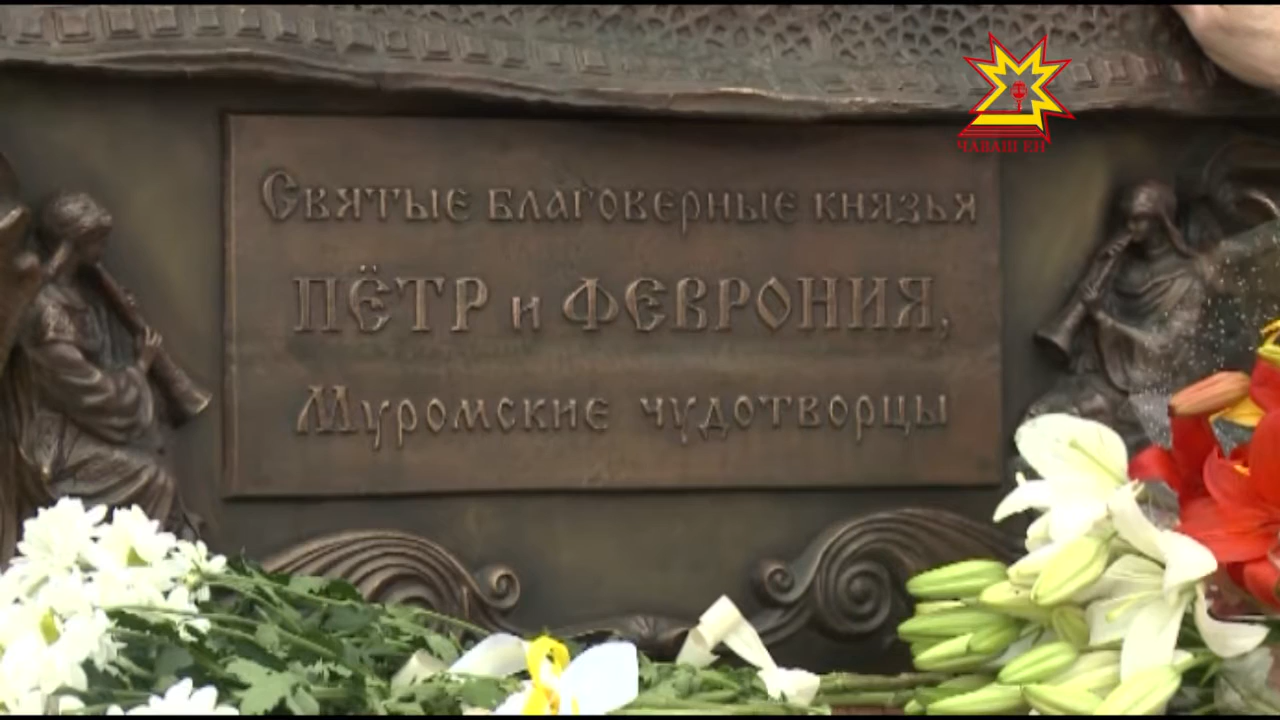 ЧĂВАШ ЕН
Святые благоверные князья
ПЁТР и ФЕВРОНИЯ,
Муромские чудотворцы